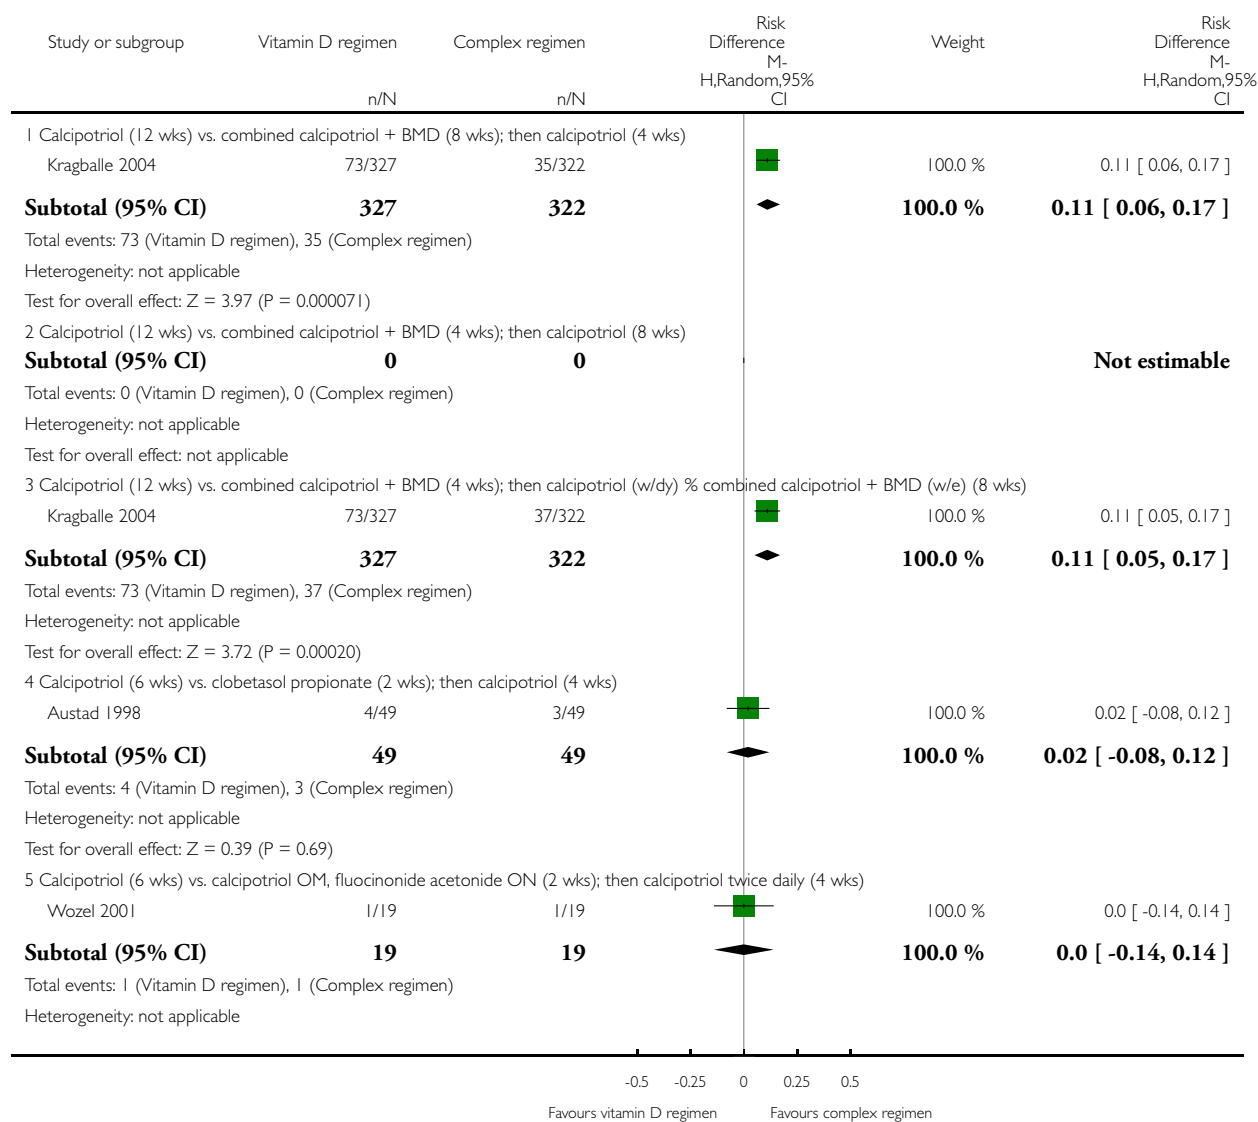 Study or subgroup Vitamin D regimen Complex regimen Risk Difference Weight Risk Difference
n/N n/N M-H,Random,95% CI M-H,Random,95% CI
1 Calcipotriol (12 wks) vs. combined calcipotriol + BMD (8 wks); then calcipotriol (4 wks)
Kragballe 2004 73/327 35/322 100.0 % 0.11 [ 0.06, 0.17 ]
Subtotal (95% CI) 327 322 100.0 % 0.11 [ 0.06, 0.17 ]
Total events: 73 (Vitamin D regimen), 35 (Complex regimen)
Heterogeneity: not applicable
Test for overall effect: Z = 3.97 (P = 0.000071)
2 Calcipotriol (12 wks) vs. combined calcipotriol + BMD (4 wks); then calcipotriol (8 wks)
Subtotal (95% CI) 0 0 Not estimable
Total events: 0 (Vitamin D regimen), 0 (Complex regimen)
Heterogeneity: not applicable
Test for overall effect: not applicable
3 Calcipotriol (12 wks) vs. combined calcipotriol + BMD (4 wks); then calcipotriol (w/dy) % combined calcipotriol + BMD (w/e) (8 wks)
Kragballe 2004 73/327 37/322 100.0 % 0.11 [ 0.05, 0.17 ]
Subtotal (95% CI) 327 322 100.0 % 0.11 [ 0.05, 0.17 ]
Total events: 73 (Vitamin D regimen), 37 (Complex regimen)
Heterogeneity: not applicable
Test for overall effect: Z = 3.72 (P = 0.00020)
4 Calcipotriol (6 wks) vs. clobetasol propionate (2 wks); then calcipotriol (4 wks)
Austad 1998 4/49 3/49 100.0 % 0.02 [ -0.08, 0.12 ]
Subtotal (95% CI) 49 49 100.0 % 0.02 [ -0.08, 0.12 ]
Total events: 4 (Vitamin D regimen), 3 (Complex regimen)
Heterogeneity: not applicable
Test for overall effect: Z = 0.39 (P = 0.69)
5 Calcipotriol (6 wks) vs. calcipotriol OM, fluocinonide acetonide ON (2 wks); then calcipotriol twice daily (4 wks)
Wozel 2001 1/19 1/19 100.0 % 0.0 [ -0.14, 0.14 ]
Subtotal (95% CI) 19 19 100.0 % 0.0 [ -0.14, 0.14 ]
Total events: 1 (Vitamin D regimen), 1 (Complex regimen)
Heterogeneity: not applicable
-0.5 -0.25 0 0.25 0.5
Favours vitamin D regimen Favours complex regimen